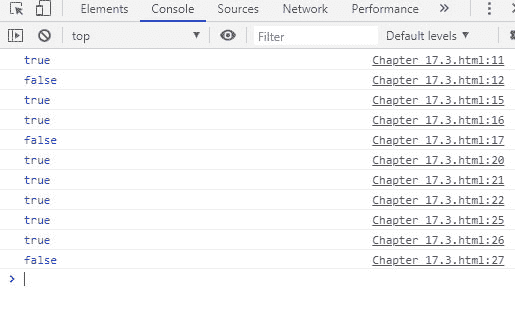 Elements Console Sources Network Performance »
top ▼ Filter Default levels ▼
true Chapter 17.3.html:11
false Chapter 17.3.html:12
true Chapter 17.3.html:15
true Chapter 17.3.html:16
false Chapter 17.3.html:17
true Chapter 17.3.html:20
true Chapter 17.3.html:21
true Chapter 17.3.html:22
true Chapter 17.3.html:25
true Chapter 17.3.html:26
false Chapter 17.3.html:27
>